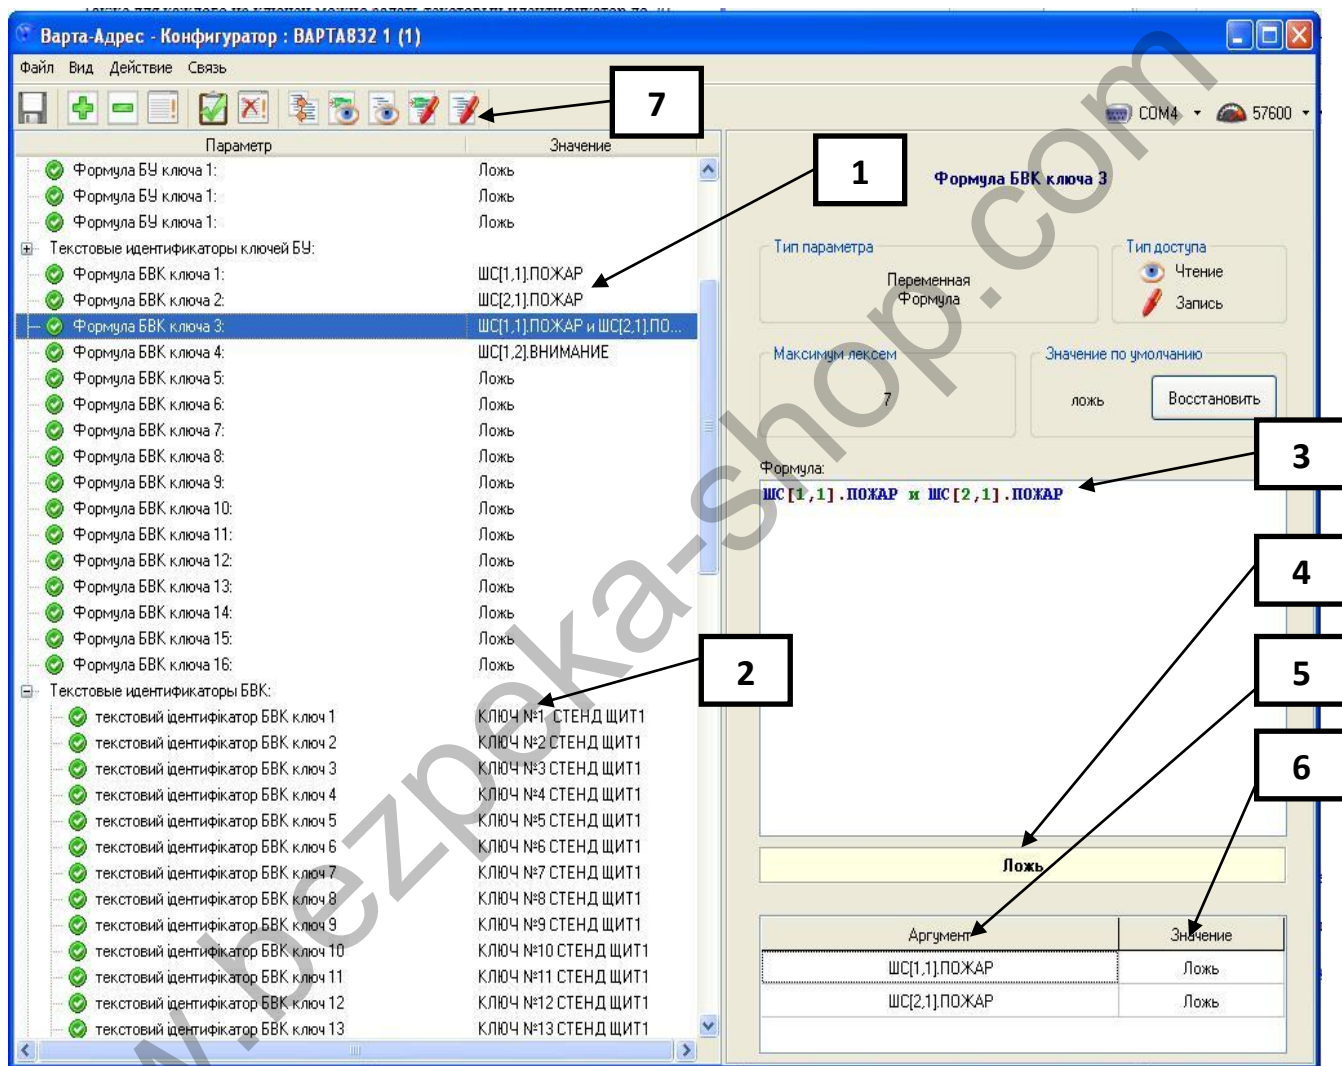 также для каждого из ключей можно задать текстовый идентификатор до
Варта-Адрес - Конфигуратор : ВАРТА832 1 (1)
Файл Вид Действие Связь
7
COM4 57600
Параметр Значение
Формула БУ ключа 1: Ложь
Формула БУ ключа 1: Ложь
Формула БУ ключа 1: Ложь
Текстовые идентификаторы ключей БУ:
Формула БВК ключа 1: ШС[1,1].ПОЖАР
Формула БВК ключа 2: ШС[2,1].ПОЖАР
Формула БВК ключа 3: ШС[1,1].ПОЖАР и ШС[2,1].ПО...
Формула БВК ключа 4: ШС[1,2].ВНИМАНИЕ
Формула БВК ключа 5: Ложь
Формула БВК ключа 6: Ложь
Формула БВК ключа 7: Ложь
Формула БВК ключа 8: Ложь
Формула БВК ключа 9: Ложь
Формула БВК ключа 10: Ложь
Формула БВК ключа 11: Ложь
Формула БВК ключа 12: Ложь
Формула БВК ключа 13: Ложь
Формула БВК ключа 14: Ложь
Формула БВК ключа 15: Ложь
Формула БВК ключа 16: Ложь
Текстовые идентификаторы БВК:
текстовий ідентифікатор БВК ключ 1 КЛЮЧ №1 СТЕНД ЩИТ1
текстовий ідентифікатор БВК ключ 2 КЛЮЧ №2 СТЕНД ЩИТ1
текстовий ідентифікатор БВК ключ 3 КЛЮЧ №3 СТЕНД ЩИТ1
текстовий ідентифікатор БВК ключ 4 КЛЮЧ №4 СТЕНД ЩИТ1
текстовий ідентифікатор БВК ключ 5 КЛЮЧ №5 СТЕНД ЩИТ1
текстовий ідентифікатор БВК ключ 6 КЛЮЧ №6 СТЕНД ЩИТ1
текстовий ідентифікатор БВК ключ 7 КЛЮЧ №7 СТЕНД ЩИТ1
текстовий ідентифікатор БВК ключ 8 КЛЮЧ №8 СТЕНД ЩИТ1
текстовий ідентифікатор БВК ключ 9 КЛЮЧ №9 СТЕНД ЩИТ1
текстовий ідентифікатор БВК ключ 10 КЛЮЧ №10 СТЕНД ЩИТ1
текстовий ідентифікатор БВК ключ 11 КЛЮЧ №11 СТЕНД ЩИТ1
текстовий ідентифікатор БВК ключ 12 КЛЮЧ №12 СТЕНД ЩИТ1
текстовий ідентифікатор БВК ключ 13 КЛЮЧ №13 СТЕНД ЩИТ1
1
2
Формула БВК ключа 3
Тип параметра
Переменная
Формула
Тип доступа
Чтение
Запись
Максимум лексем
7
Значение по умолчанию
ложь Восстановить
3
Формула:
ШС[1,1].ПОЖАР и ШС[2,1].ПОЖАР
4
5
6
Ложь
Аргумент Значение
ШС[1,1].ПОЖАР Ложь
ШС[2,1].ПОЖАР Ложь
w.bezpeka-shop.com